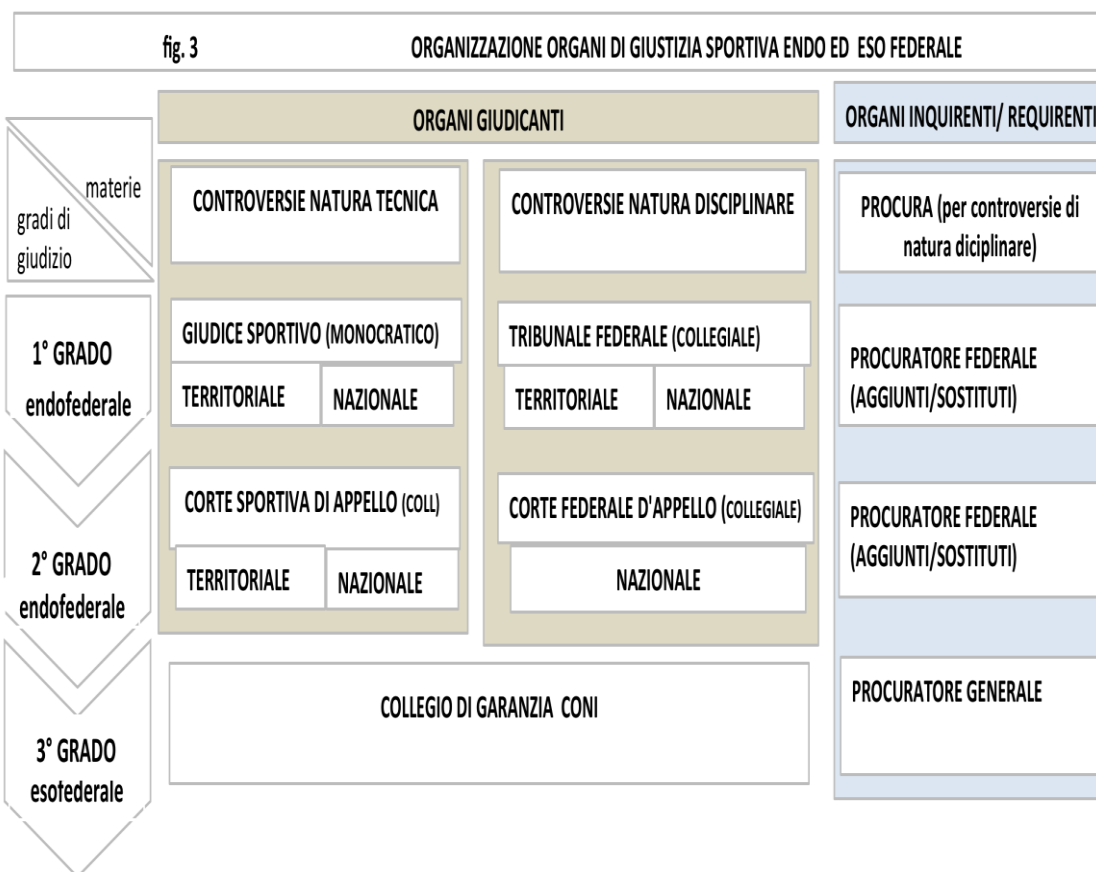 fig. 3 ORGANIZZAZIONE ORGANI DI GIUSTIZIA SPORTIVA ENDO ED ESO FEDERALE
ORGANI GIUDICANTI
ORGANI INQUIRENTI/ REQUIRENTI
materie
gradi di
giudizio
CONTROVERSIE NATURA TECNICA
CONTROVERSIE NATURA DISCIPLINARE
PROCURA (per controversie di
natura diciplinare)
1° GRADO
endofederale
GIUDICE SPORTIVO (MONOCRATICO)
TERRITORIALE
NAZIONALE
TRIBUNALE FEDERALE (COLLEGIALE)
TERRITORIALE
NAZIONALE
PROCURATORE FEDERALE
(AGGIUNTI/SOSTITUTI)
2° GRADO
endofederale
CORTE SPORTIVA DI APPELLO (COLL)
TERRITORIALE
NAZIONALE
CORTE FEDERALE D'APPELLO (COLLEGIALE)
NAZIONALE
PROCURATORE FEDERALE
(AGGIUNTI/SOSTITUTI)
3° GRADO
esofederale
COLLEGIO DI GARANZIA CONI
PROCURATORE GENERALE